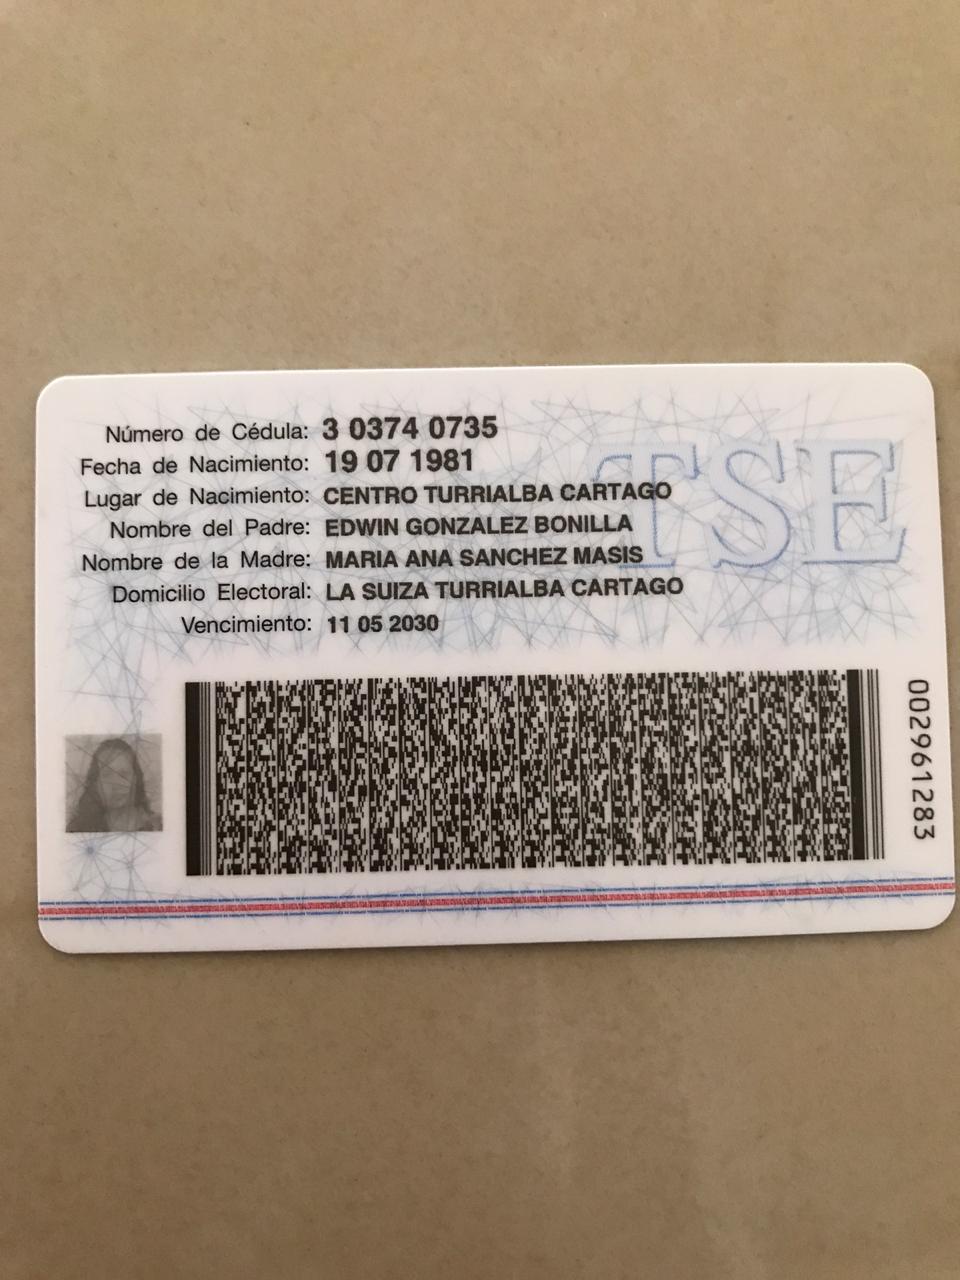 Número de Cédula: 3 0374 0735
Fecha de Nacimiento: 19 07 1981
Lugar de Nacimiento: CENTRO TURRIALBA CARTAGO
Nombre del Padre: EDWIN GONZALEZ BONILLA
Nombre de la Madre: MARIA ANA SANCHEZ MASIS
Domicilio Electoral: LA SUIZA TURRIALBA CARTAGO
Vencimiento: 11 05 2030
TSE
002961283